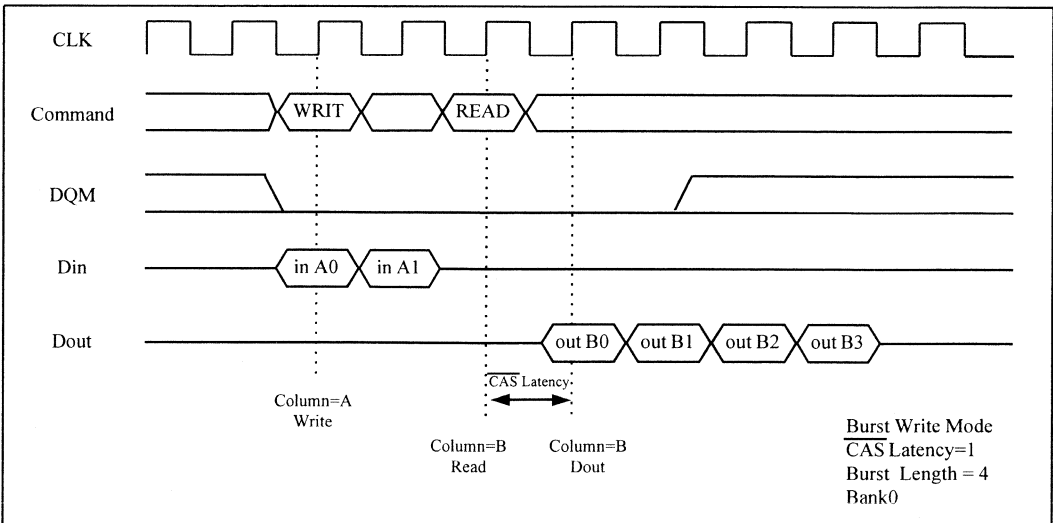 CLK
Command
WRIT
READ
DQM
Din
in A0
in A1
Dout
out B0
out B1
out B2
out B3
CAS Latency
Column=A
Write
Column=B
Read
Column=B
Dout
Burst Write Mode
CAS Latency=1
Burst Length = 4
Bank0